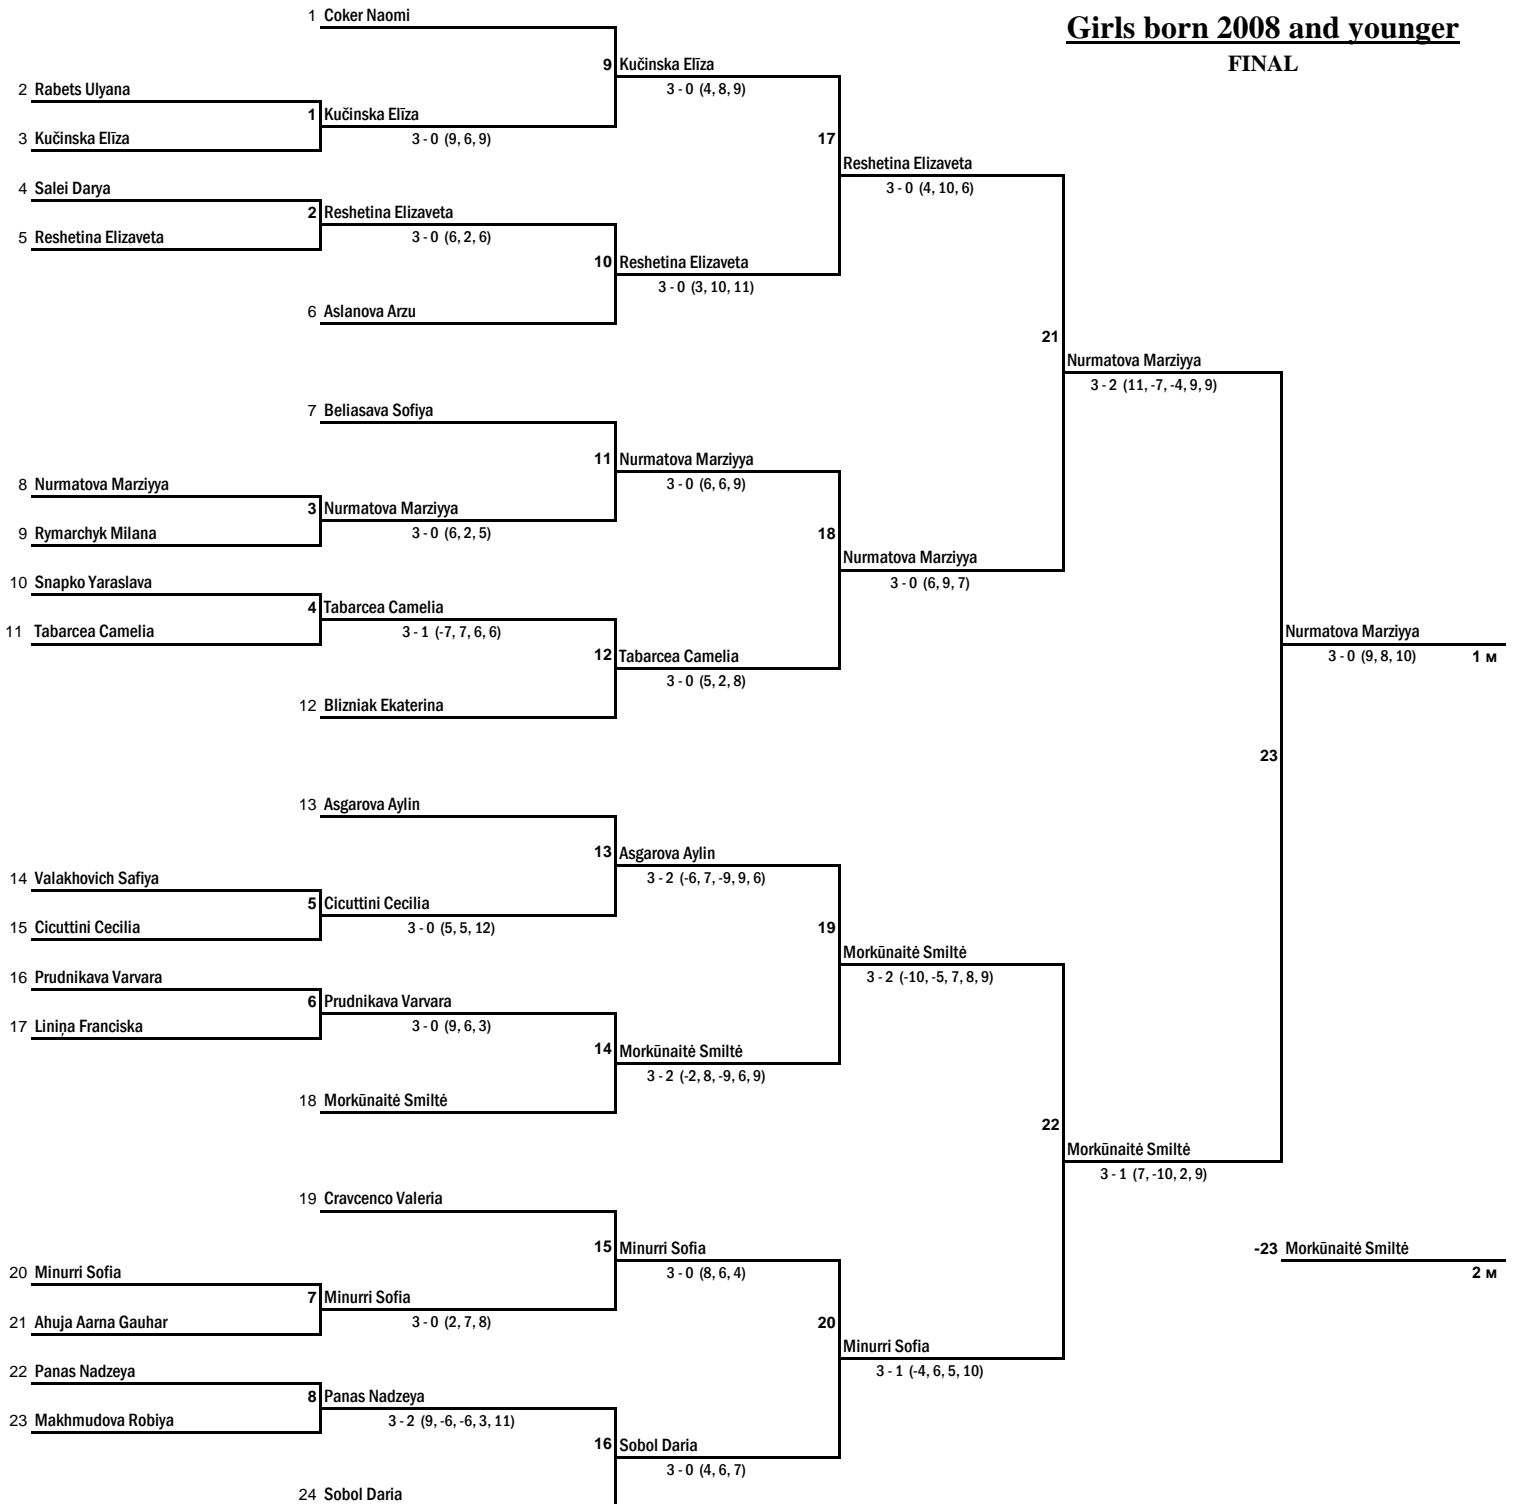 Girls born 2008 and younger
FINAL
1 Coker Naomi
9 Kučinska Elīza
3 - 0 (4, 8, 9)
2 Rabets Ulyana
1 Kučinska Elīza
3 - 0 (9, 6, 9)
3 Kučinska Elīza
17
Reshetina Elizaveta
3 - 0 (4, 10, 6)
4 Salei Darya
2 Reshetina Elizaveta
3 - 0 (6, 2, 6)
5 Reshetina Elizaveta
10 Reshetina Elizaveta
3 - 0 (3, 10, 11)
6 Aslanova Arzu
21
Nurmatova Marziyya
3 - 2 (11, -7, -4, 9, 9)
7 Beliasava Sofiya
11 Nurmatova Marziyya
3 - 0 (6, 6, 9)
8 Nurmatova Marziyya
3 Nurmatova Marziyya
3 - 0 (6, 2, 5)
9 Rymarchyk Milana
18
Nurmatova Marziyya
3 - 0 (6, 9, 7)
10 Snapko Yaraslava
4 Tabarcea Camelia
3 - 1 (-7, 7, 6, 6)
11 Tabarcea Camelia
12 Tabarcea Camelia
3 - 0 (5, 2, 8)
12 Blizniak Ekaterina
Nurmatova Marziyya
3 - 0 (9, 8, 10) 1 м
23
13 Asgarova Aylin
13 Asgarova Aylin
3 - 2 (-6, 7, -9, 9, 6)
14 Valakhovich Safiya
5 Cicuttini Cecilia
3 - 0 (5, 5, 12)
15 Cicuttini Cecilia
19
Morkūnaitė Smiltė
3 - 2 (-10, -5, 7, 8, 9)
16 Prudnikava Varvara
6 Prudnikava Varvara
3 - 0 (9, 6, 3)
17 Liniņa Franciska
14 Morkūnaitė Smiltė
3 - 2 (-2, 8, -9, 6, 9)
18 Morkūnaitė Smiltė
22
Morkūnaitė Smiltė
3 - 1 (7, -10, 2, 9)
19 Cravcenco Valeria
15 Minurri Sofia
3 - 0 (8, 6, 4)
-23 Morkūnaitė Smiltė
2 м
20 Minurri Sofia
7 Minurri Sofia
3 - 0 (2, 7, 8)
21 Ahuja Aarna Gauhar
20
Minurri Sofia
3 - 1 (-4, 6, 5, 10)
22 Panas Nadzeya
8 Panas Nadzeya
3 - 2 (9, -6, -6, 3, 11)
23 Makhmudova Robiya
16 Sobol Daria
3 - 0 (4, 6, 7)
24 Sobol Daria